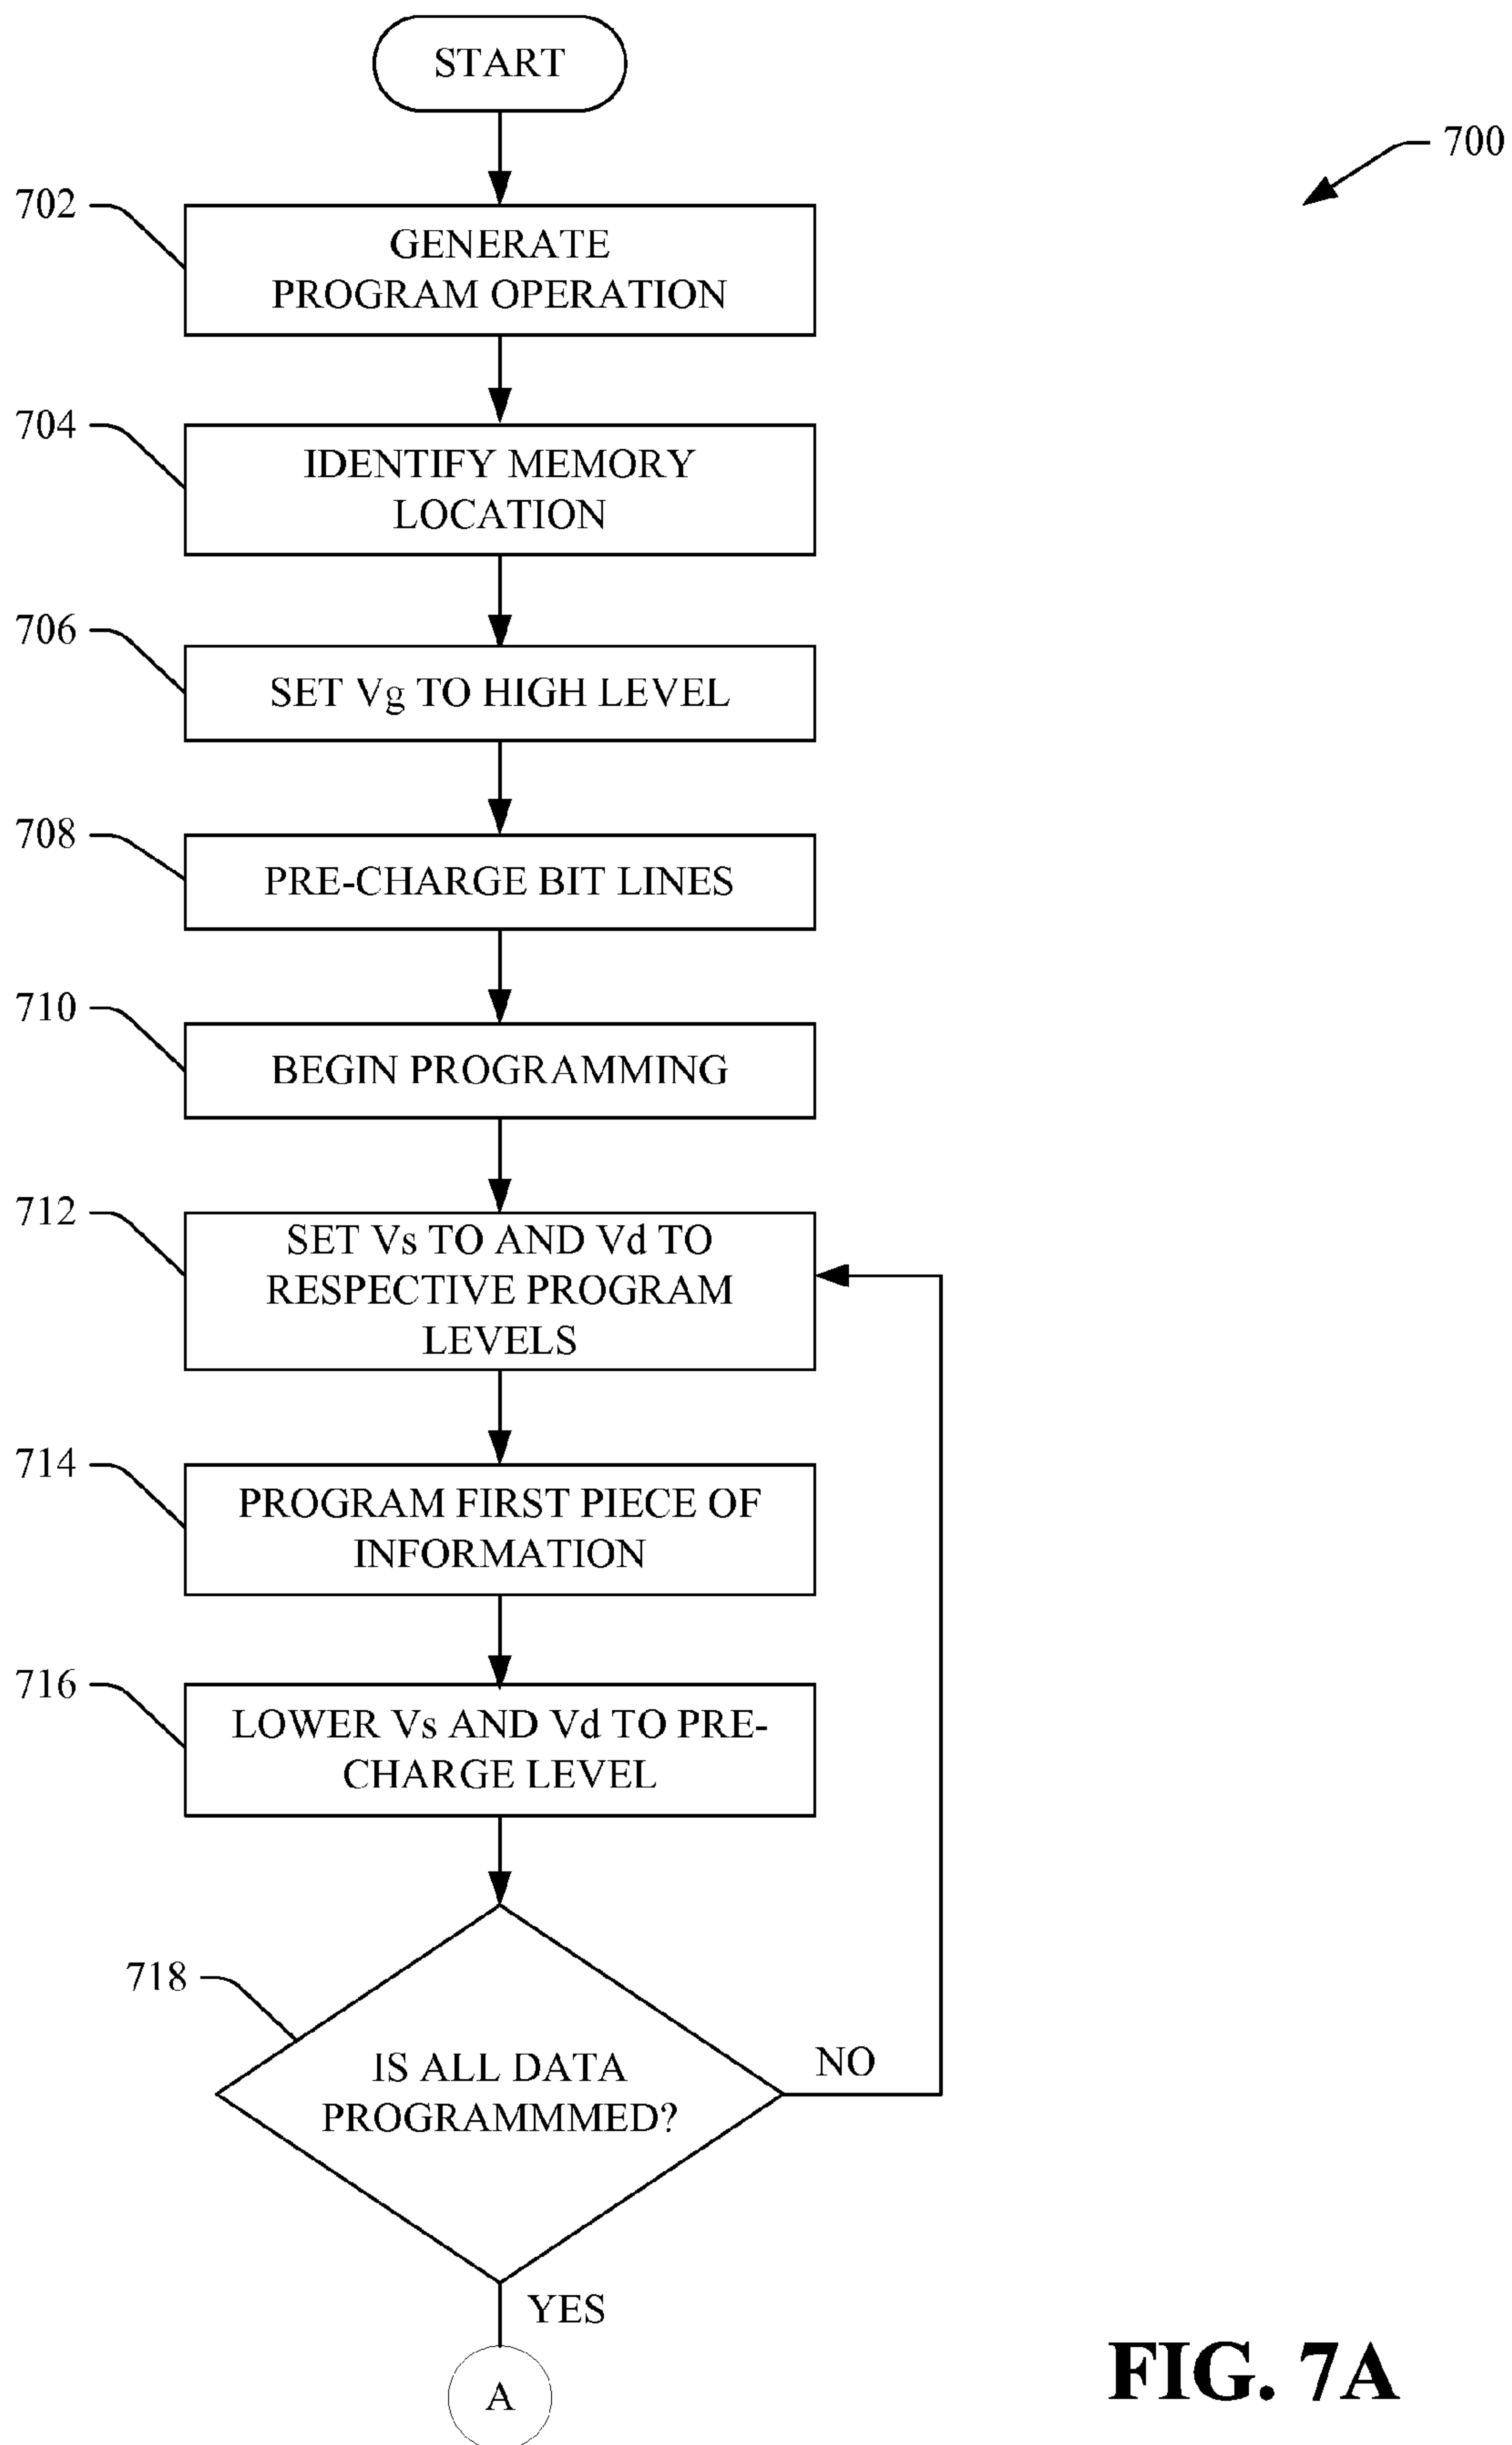 START
700
702
GENERATE
PROGRAM OPERATION
704
IDENTIFY MEMORY
LOCATION
706
SET Vg TO HIGH LEVEL
708
PRE-CHARGE BIT LINES
710
BEGIN PROGRAMMING
712
SET Vs TO AND Vd TO
RESPECTIVE PROGRAM
LEVELS
714
PROGRAM FIRST PIECE OF
INFORMATION
716
LOWER Vs AND Vd TO PRE-
CHARGE LEVEL
718
IS ALL DATA
PROGRAMMMED?
NO
YES
A
FIG. 7A